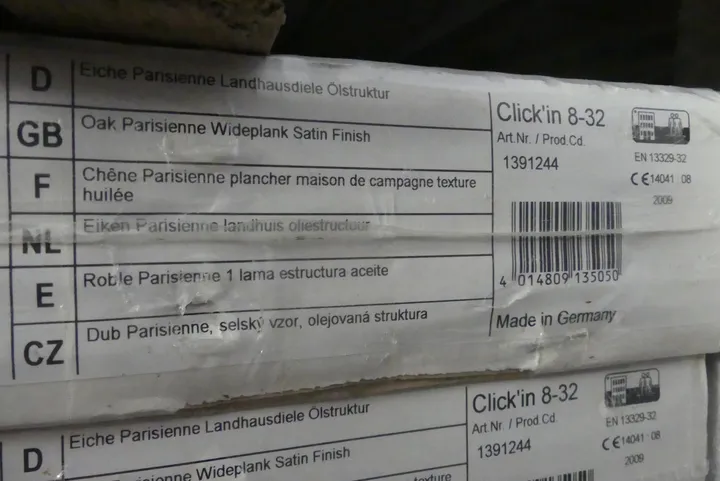 D
Eiche Parisienne Landhausdiele Ölstruktur
GB
Oak Parisienne Wideplank Satin Finish
F
Chêne Parisienne plancher maison de campagne texture
huilée
NL
Eiken Parisienne landhuis oliestructuur
E
Roble Parisienne 1 lama estructura aceite
CZ
Dub Parisienne, selský vzor, olejovaná struktura
Click'in 8-32
Art.Nr. / Prod.Cd.
1391244
EN 13329-32
CE 14041 08
2009
4 014809 135050
Made in Germany
D
Eiche Parisienne Landhausdiele Ölstruktur
Wideplank Satin Finish
Click'in 8-32
Art.Nr. / Prod.Cd.
1391244
EN 13329-32
CE 14041 08
2009